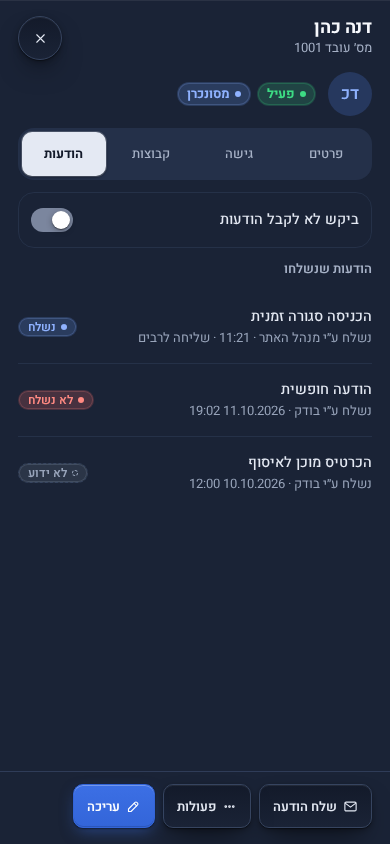 דנה כהן
מס׳ עובד 1001
דכ
פעיל
מסונכרן
פרטים
גישה
קבוצות
הודעות
ביקש לא לקבל הודעות
הודעות שנשלחו
הכניסה סגורה זמנית
נשלח
נשלח ע״י מנהל האתר · 11:21 · שליחה לרבים
הודעה חופשית
לא נשלח
נשלח ע״י בודק · 11.10.2026 19:02
הכרטיס מוכן לאיסוף
לא ידוע
נשלח ע״י בודק · 10.10.2026 12:00
שלח הודעה
פעולות
עריכה